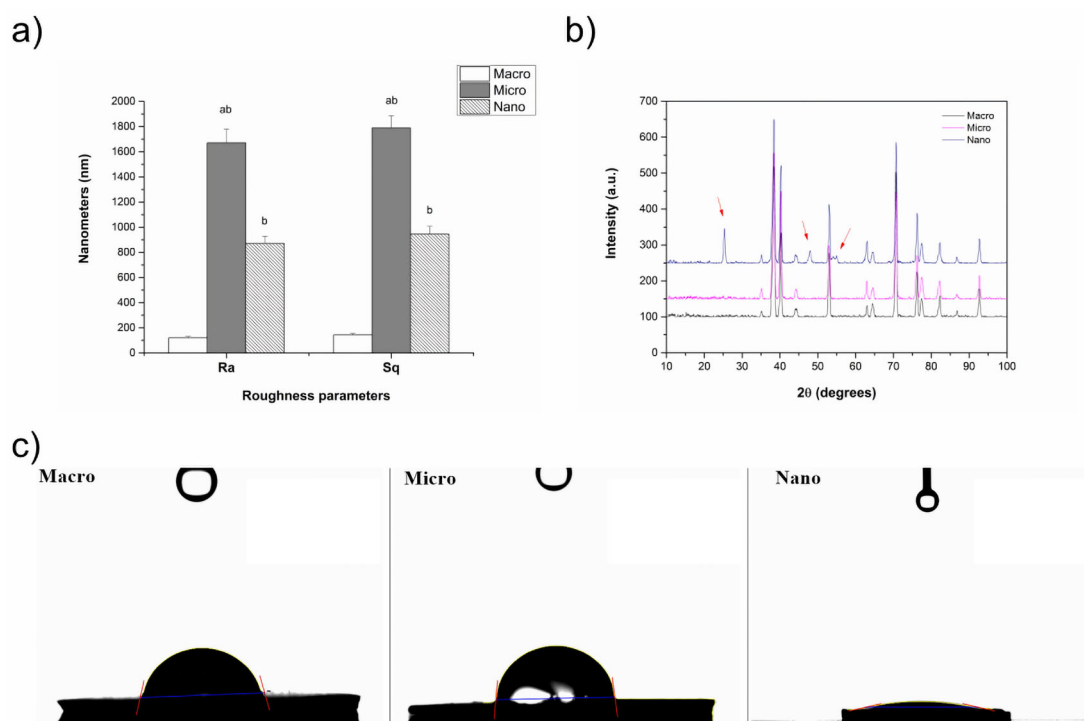 a)
Macro
Micro
Nano
2000
1800
1600
1400
1200
1000
800
600
400
200
0
Nanometers (nm)
ab
b
ab
b
Ra
Sq
Roughness parameters
b)
Macro
Micro
Nano
700
600
500
400
300
250
200
150
100
0
Intensity (a.u.)
10 20 30 40 50 60 70 80 90 100
2θ (degrees)
c)
Macro
Micro
Nano